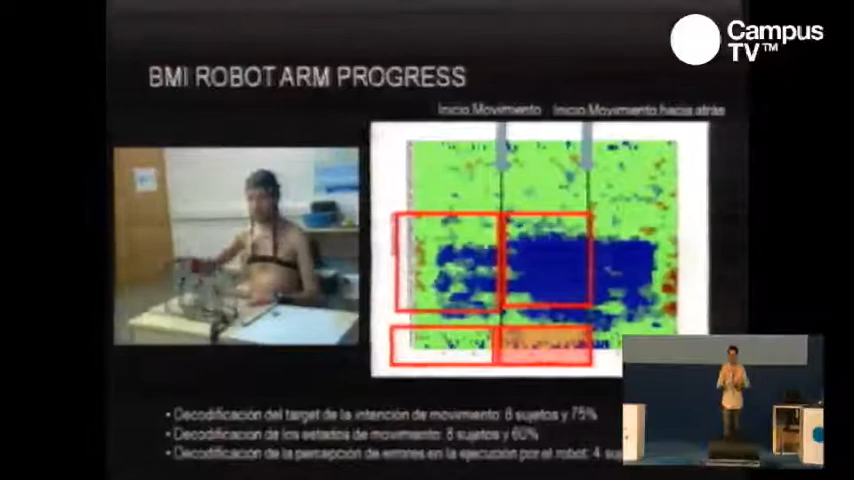 Campus
TV™
BMI ROBOT ARM PROGRESS
Inicio Movimiento Inicio Movimiento hacia atrás
• Decodificación del target de la intención de movimiento: 8 sujetos y 75%
• Decodificación de los estados de movimiento: 8 sujetos y 60%
• Decodificación de la percepción de errores en la ejecución por el robot: 4